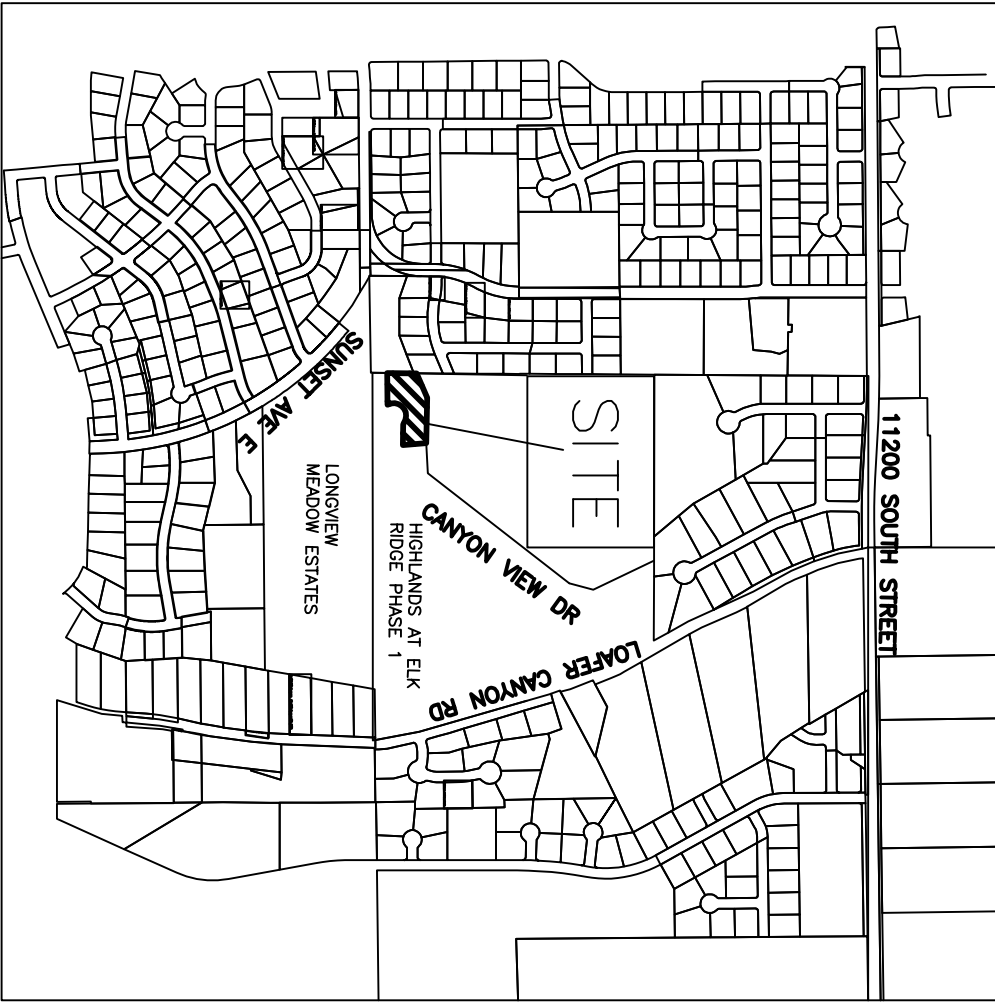 11200 SOUTH STREET
SITE
LOAFER CANYON RD
CANYON VIEW DR
HIGHLANDS AT ELK
RIDGE PHASE 1
LONGVIEW
MEADOW ESTATES
SUNSET AVE E